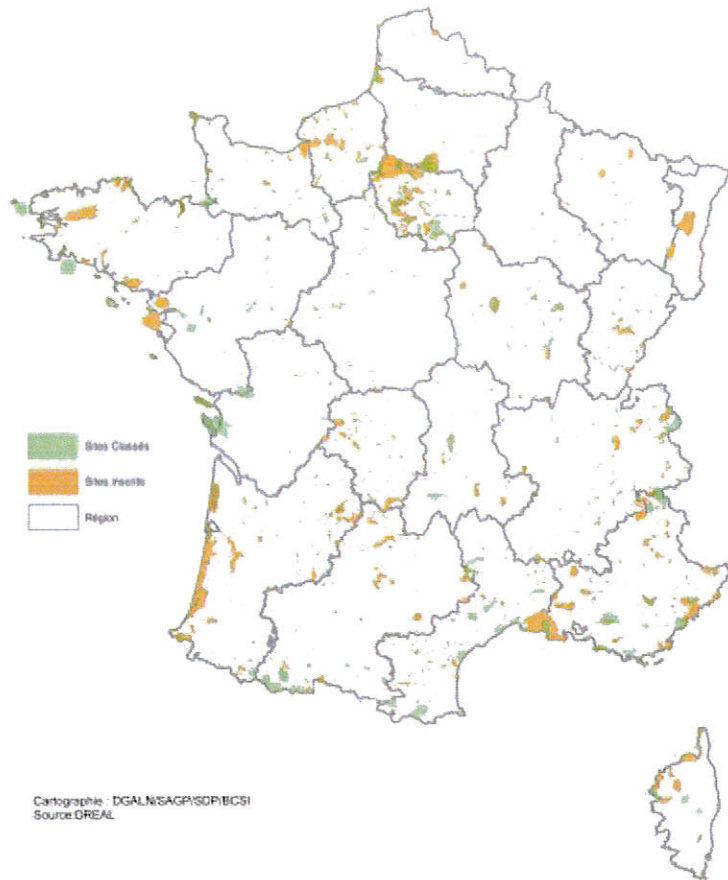 Sites Classés
Sites inscrits
Région
Cartographie : DGALN/SAGP/SDP/BCSI
Source:DREAL